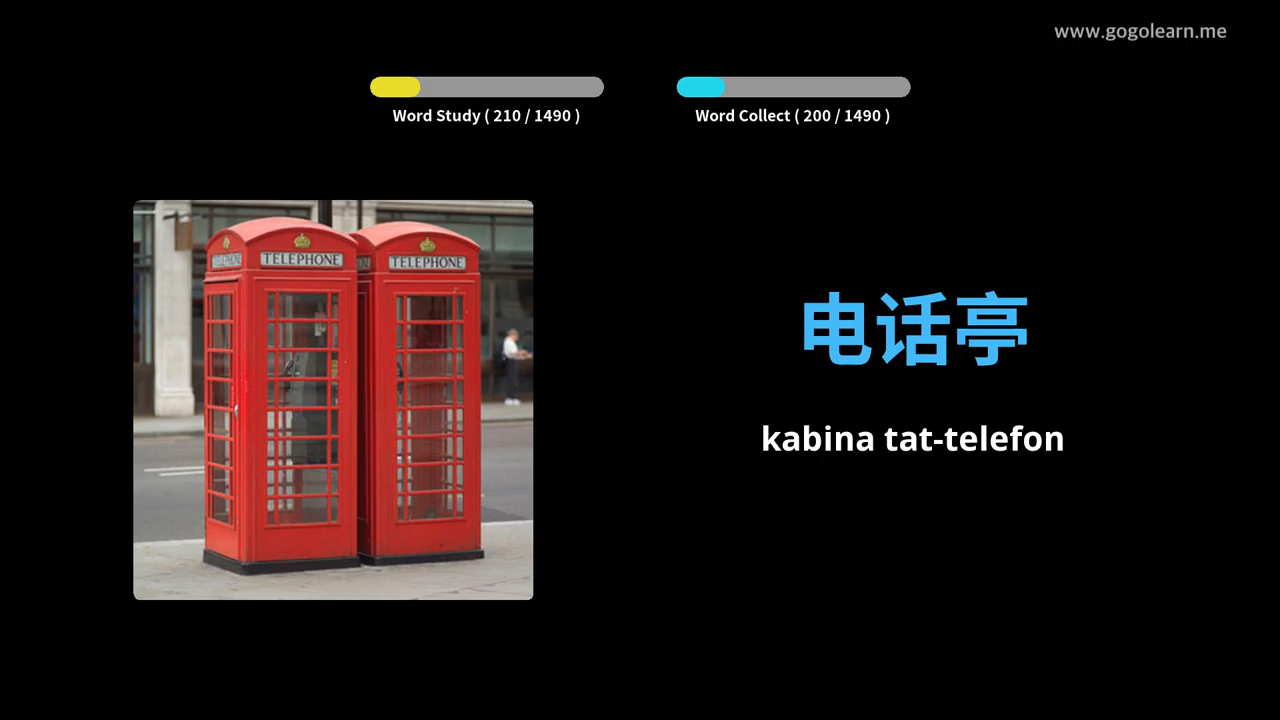 www.gogolearn.me
Word Study ( 210 / 1490 )
Word Collect ( 200 / 1490 )
TELEPHONE
TELEPHONE
电话亭
kabina tat-telefon